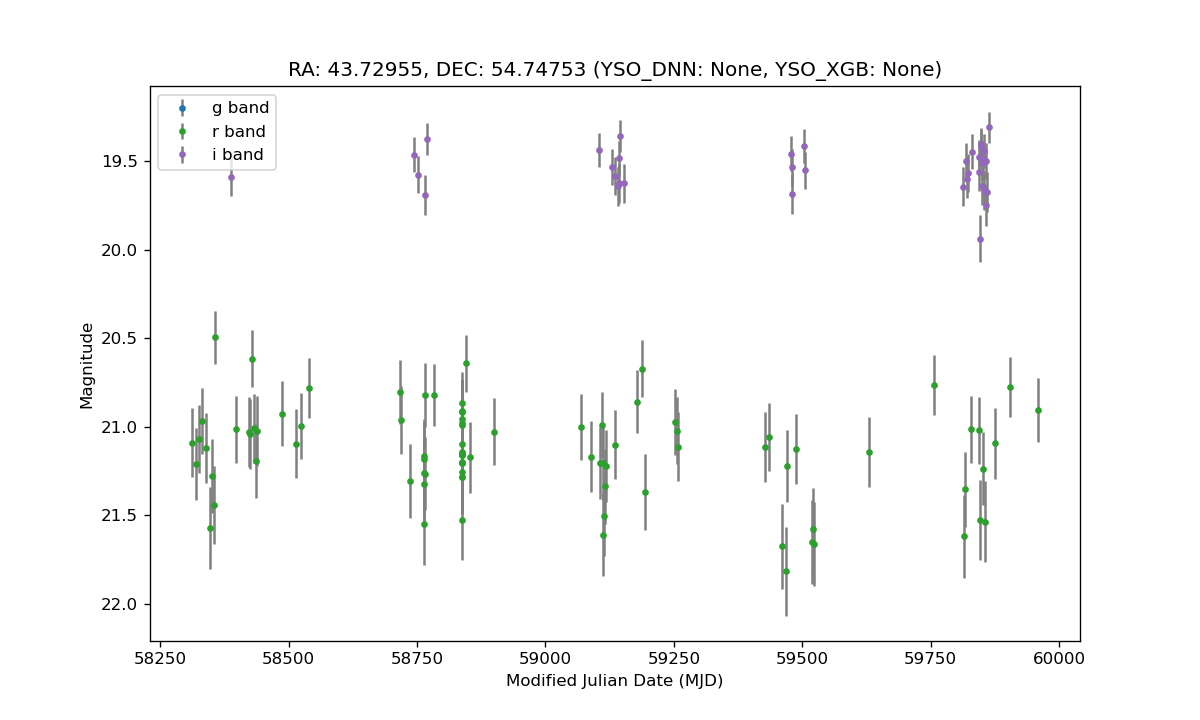 RA: 43.72955, DEC: 54.74753 (YSO_DNN: None, YSO_XGB: None)
g band
r band
i band
19.5
20.0
20.5
21.0
21.5
22.0
Magnitude
58250 58500 58750 59000 59250 59500 59750 60000
Modified Julian Date (MJD)